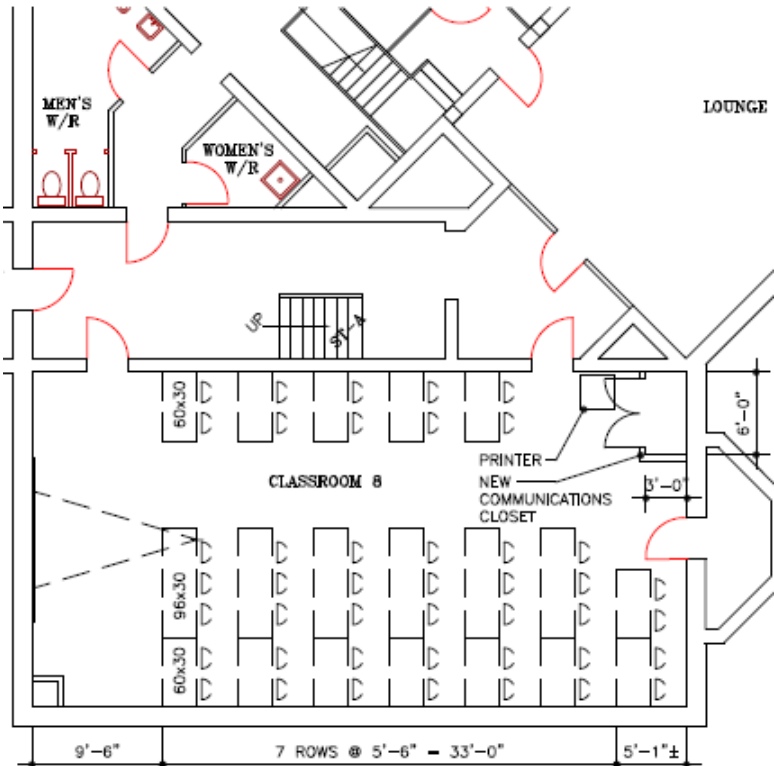 MEN'S
W/R
WOMEN'S
W/R
LOUNGE
UP
ST-A
60x30
6'-0"
PRINTER
CLASSROOM 8
NEW
COMMUNICATIONS
CLOSET
3'-0"
96x30
60x30
9'-6"
7 ROWS @ 5'-6" = 33'-0"
5'-1"±